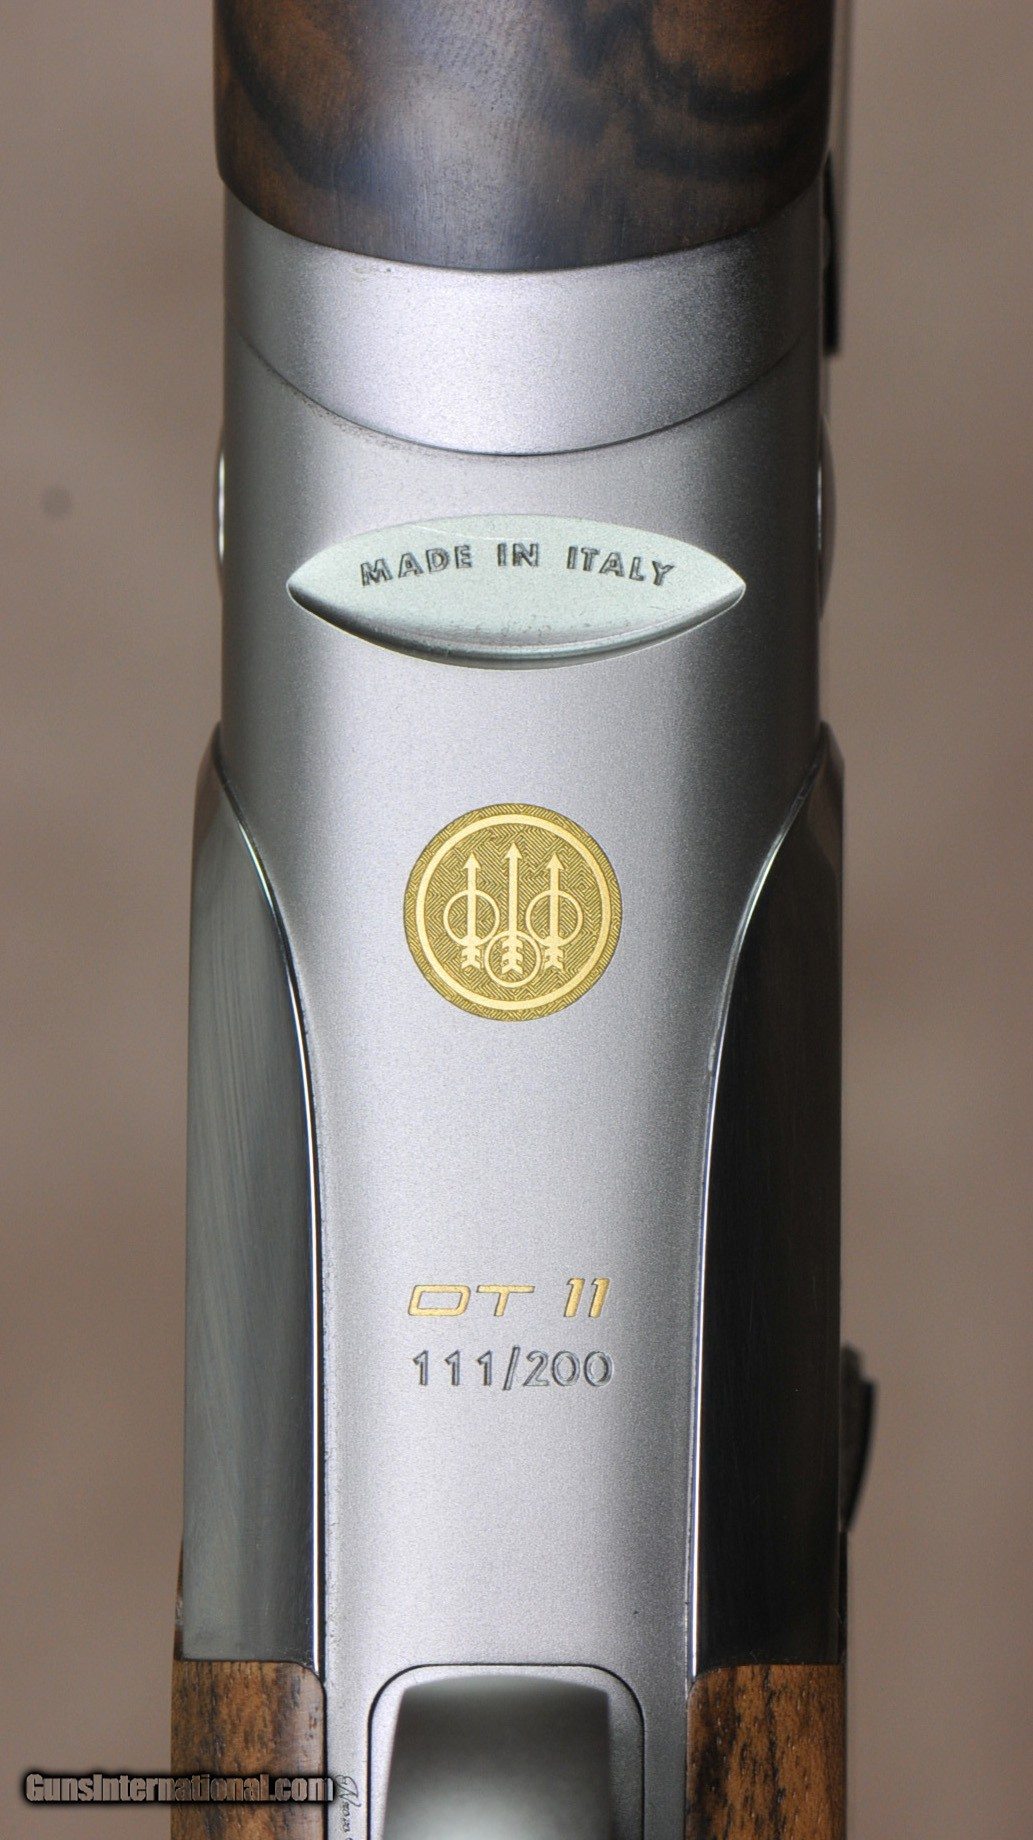 MADE IN ITALY
DT 11
111/200
GunsInternational.com